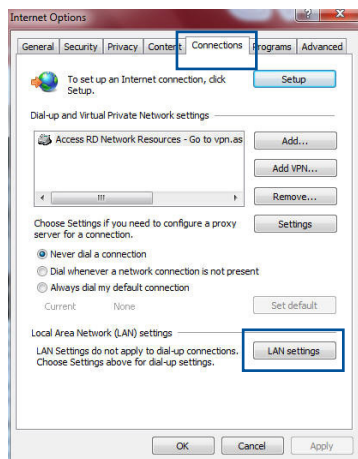 Internet Options
General Security Privacy Content Connections Programs Advanced
To set up an Internet connection, click
Setup.
Setup
Dial-up and Virtual Private Network settings
Access RD Network Resources - Go to vpn.as
Add...
Add VPN...
Remove...
Choose Settings if you need to configure a proxy
server for a connection.
Settings
Never dial a connection
Dial whenever a network connection is not present
Always dial my default connection
Current None
Set default
Local Area Network (LAN) settings
LAN Settings do not apply to dial-up connections.
Choose Settings above for dial-up settings.
LAN settings
OK Cancel Apply